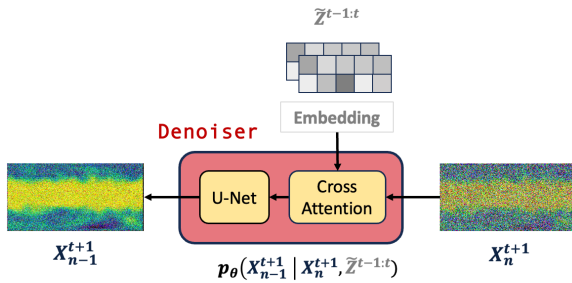 Z̃^{t-1:t}
Embedding
Denoiser
U-Net
Cross
Attention
X_{n-1}^{t+1}
X_n^{t+1}
p_θ(X_{n-1}^{t+1} | X_n^{t+1}, Z̃^{t-1:t})